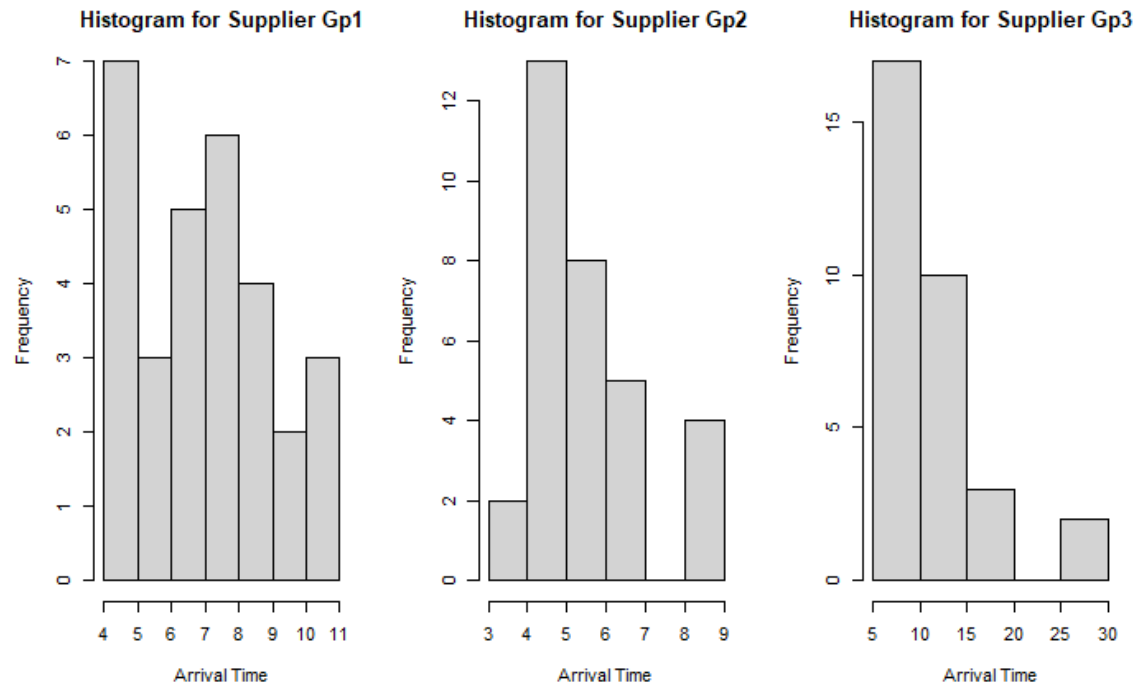 Histogram for Supplier Gp1
Frequency
7
6
5
4
3
2
1
0
4 5 6 7 8 9 10 11
Arrival Time
Histogram for Supplier Gp2
Frequency
12
10
8
6
4
2
0
3 4 5 6 7 8 9
Arrival Time
Histogram for Supplier Gp3
Frequency
15
10
5
0
5 10 15 20 25 30
Arrival Time